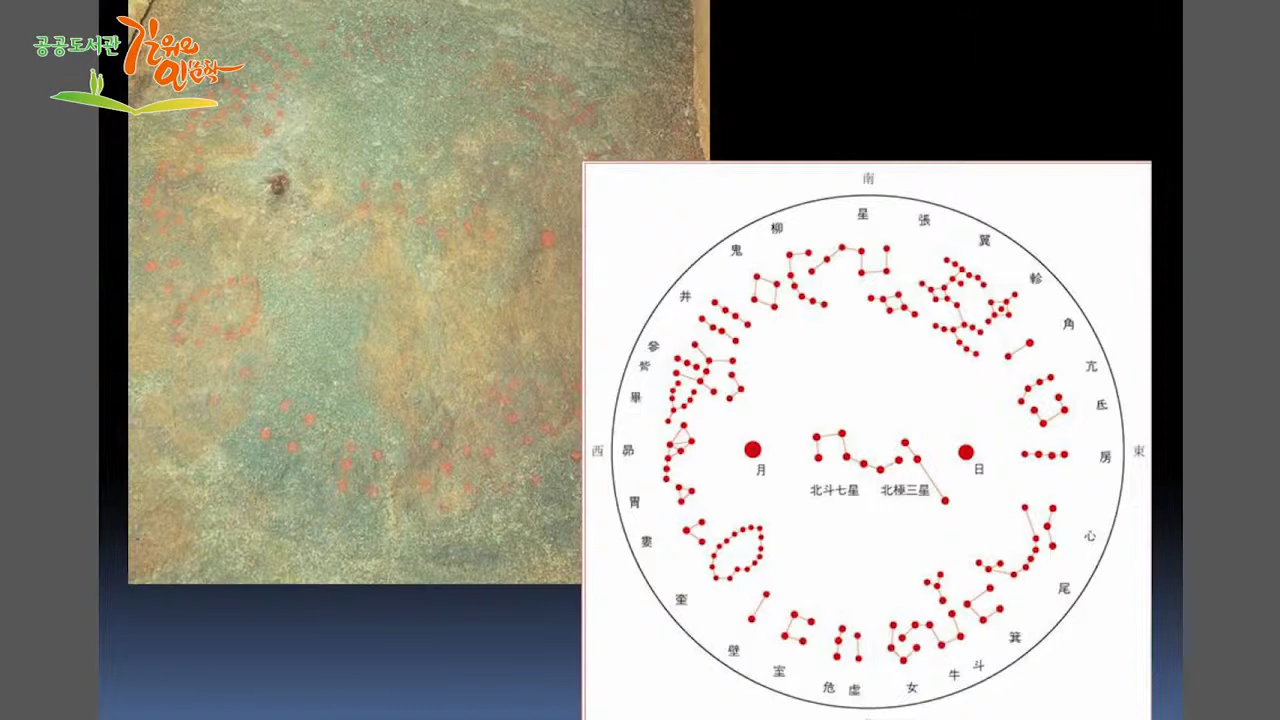 공공도서관
길 위의
인문학
南
星
張
柳
翼
鬼
軫
井
角
參
觜
亢
畢
氐
西
昴
房
東
月
日
北斗七星
北極三星
胃
心
婁
尾
奎
箕
壁
斗
室
牛
危
虛
女